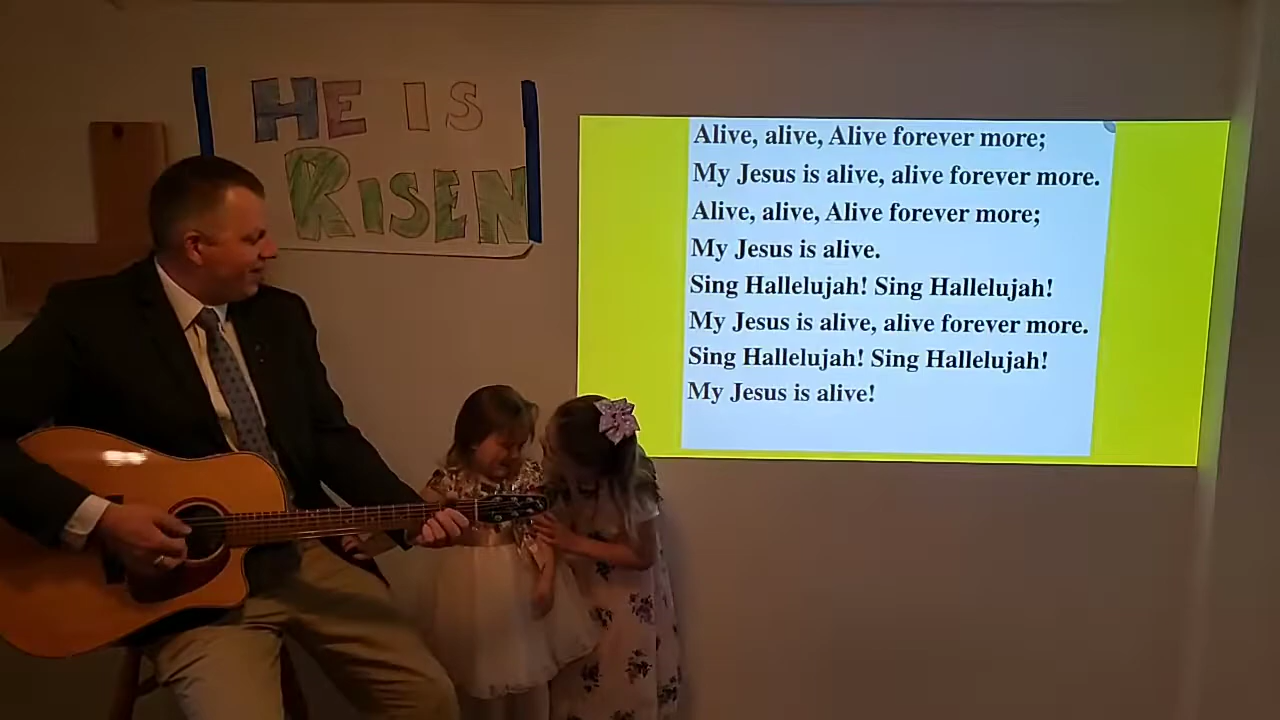 HE IS
RISEN
Alive, alive, Alive forever more;
My Jesus is alive, alive forever more.
Alive, alive, Alive forever more;
My Jesus is alive.
Sing Hallelujah! Sing Hallelujah!
My Jesus is alive, alive forever more.
Sing Hallelujah! Sing Hallelujah!
My Jesus is alive!